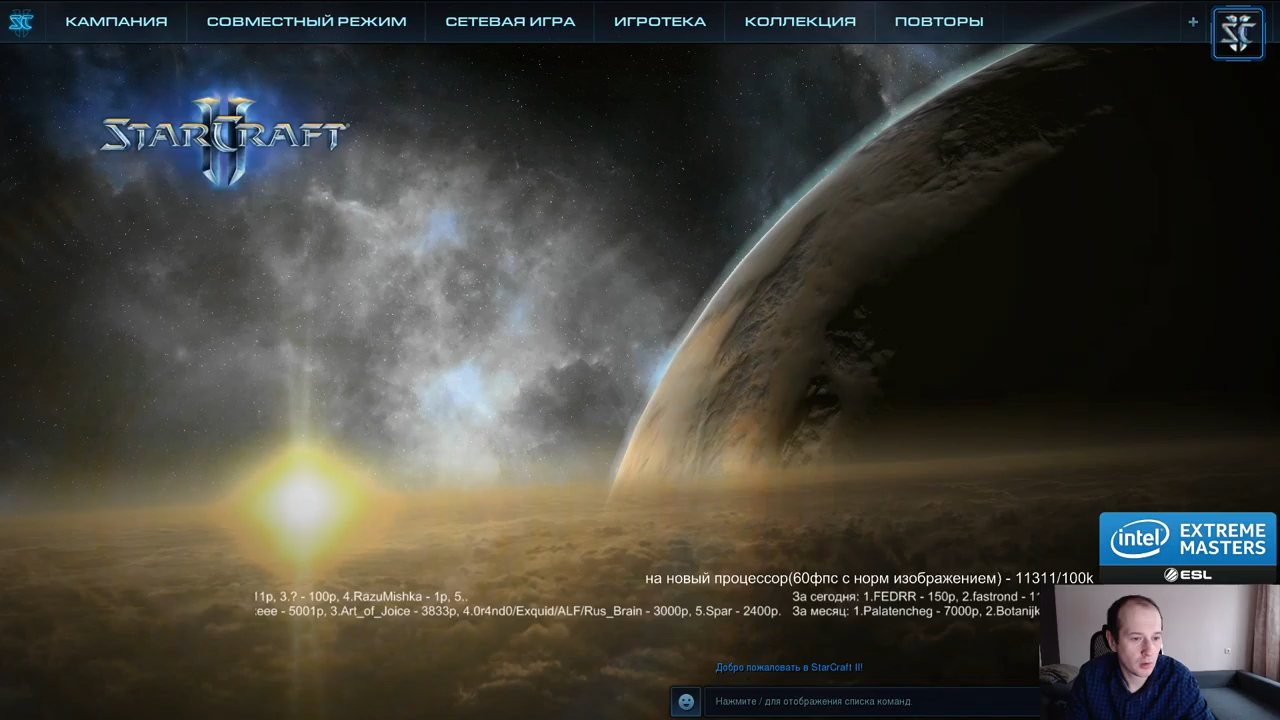 КАМПАНИЯ СОВМЕСТНЫЙ РЕЖИМ СЕТЕВАЯ ИГРА ИГРОТЕКА КОЛЛЕКЦИЯ ПОВТОРЫ
STARCRAFT II
intel EXTREME MASTERS
ESL
на новый процессор(60фпс с норм изображением) - 11311/100k
11р, 3.? - 100р, 4.RazuMishka - 1р, 5.. За сегодня: 1.FEDRR - 150р, 2.fastrond -
:eee - 5001р, 3.Art_of_Joice - 3833р, 4.0r4nd0/Exquid/ALF/Rus_Brain - 3000р, 5.Spar - 2400р. За месяц: 1.Palatencheg - 7000р, 2.Botanijk
Добро пожаловать в StarCraft II!
Нажмите / для отображения списка команд.